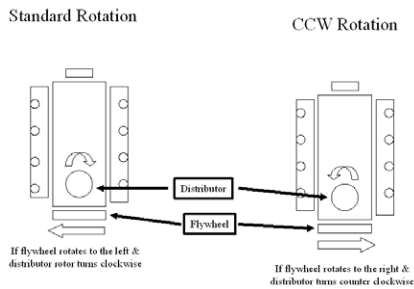 Standard Rotation
CCW Rotation
Distributor
Flywheel
If flywheel rotates to the left &
distributor rotor turns clockwise
If flywheel rotates to the right &
distributor turns counter clockwise